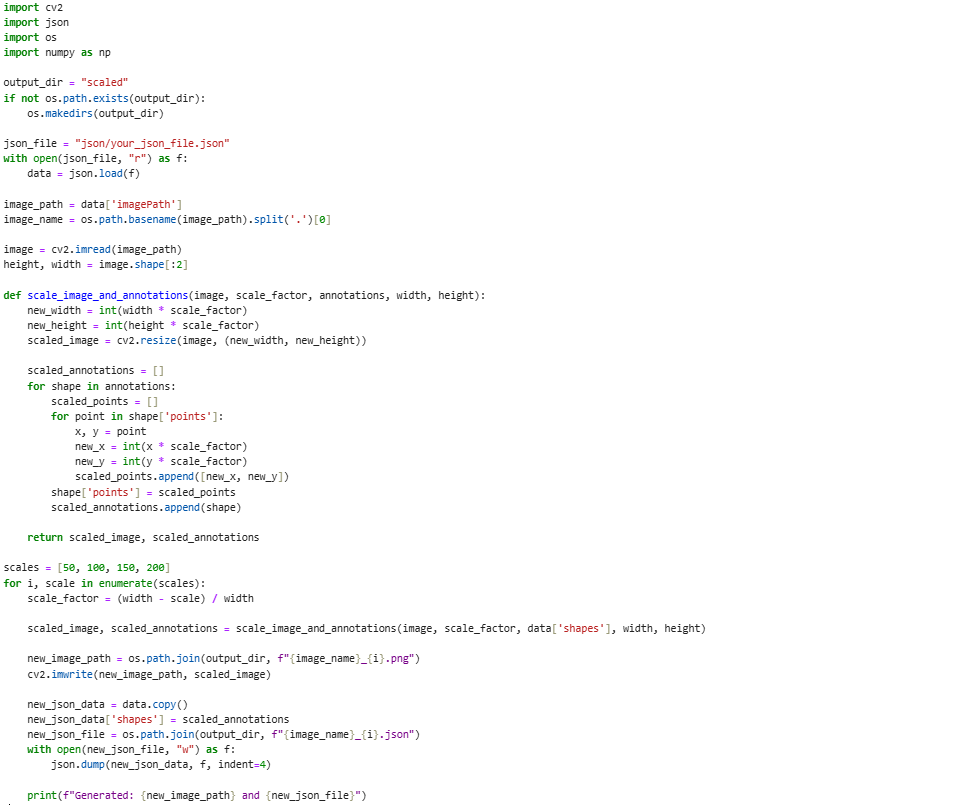 import cv2
import json
import os
import numpy as np

output_dir = "scaled"
if not os.path.exists(output_dir):
    os.makedirs(output_dir)

json_file = "json/your_json_file.json"
with open(json_file, "r") as f:
    data = json.load(f)

image_path = data['imagePath']
image_name = os.path.basename(image_path).split('.')[0]

image = cv2.imread(image_path)
height, width = image.shape[:2]

def scale_image_and_annotations(image, scale_factor, annotations, width, height):
    new_width = int(width * scale_factor)
    new_height = int(height * scale_factor)
    scaled_image = cv2.resize(image, (new_width, new_height))

    scaled_annotations = []
    for shape in annotations:
        scaled_points = []
        for point in shape['points']:
            x, y = point
            new_x = int(x * scale_factor)
            new_y = int(y * scale_factor)
            scaled_points.append([new_x, new_y])
        shape['points'] = scaled_points
        scaled_annotations.append(shape)

    return scaled_image, scaled_annotations

scales = [50, 100, 150, 200]
for i, scale in enumerate(scales):
    scale_factor = (width - scale) / width

    scaled_image, scaled_annotations = scale_image_and_annotations(image, scale_factor, data['shapes'], width, height)

    new_image_path = os.path.join(output_dir, f"{image_name}_{i}.png")
    cv2.imwrite(new_image_path, scaled_image)

    new_json_data = data.copy()
    new_json_data['shapes'] = scaled_annotations
    new_json_file = os.path.join(output_dir, f"{image_name}_{i}.json")
    with open(new_json_file, "w") as f:
        json.dump(new_json_data, f, indent=4)

    print(f"Generated: {new_image_path} and {new_json_file}")